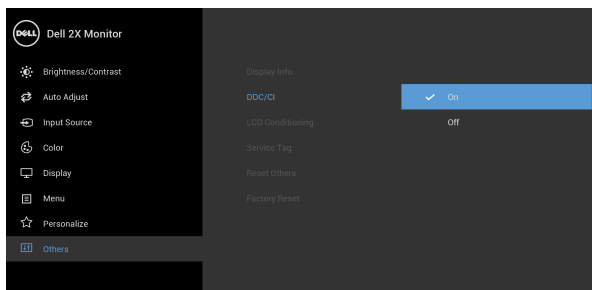 DELL
Dell 2X Monitor
Brightness/Contrast
Auto Adjust
Input Source
Color
Display
Menu
Personalize
Others
Display Info
DDC/CI
LCD Conditioning
Service Tag
Reset Others
Factory Reset
On
Off